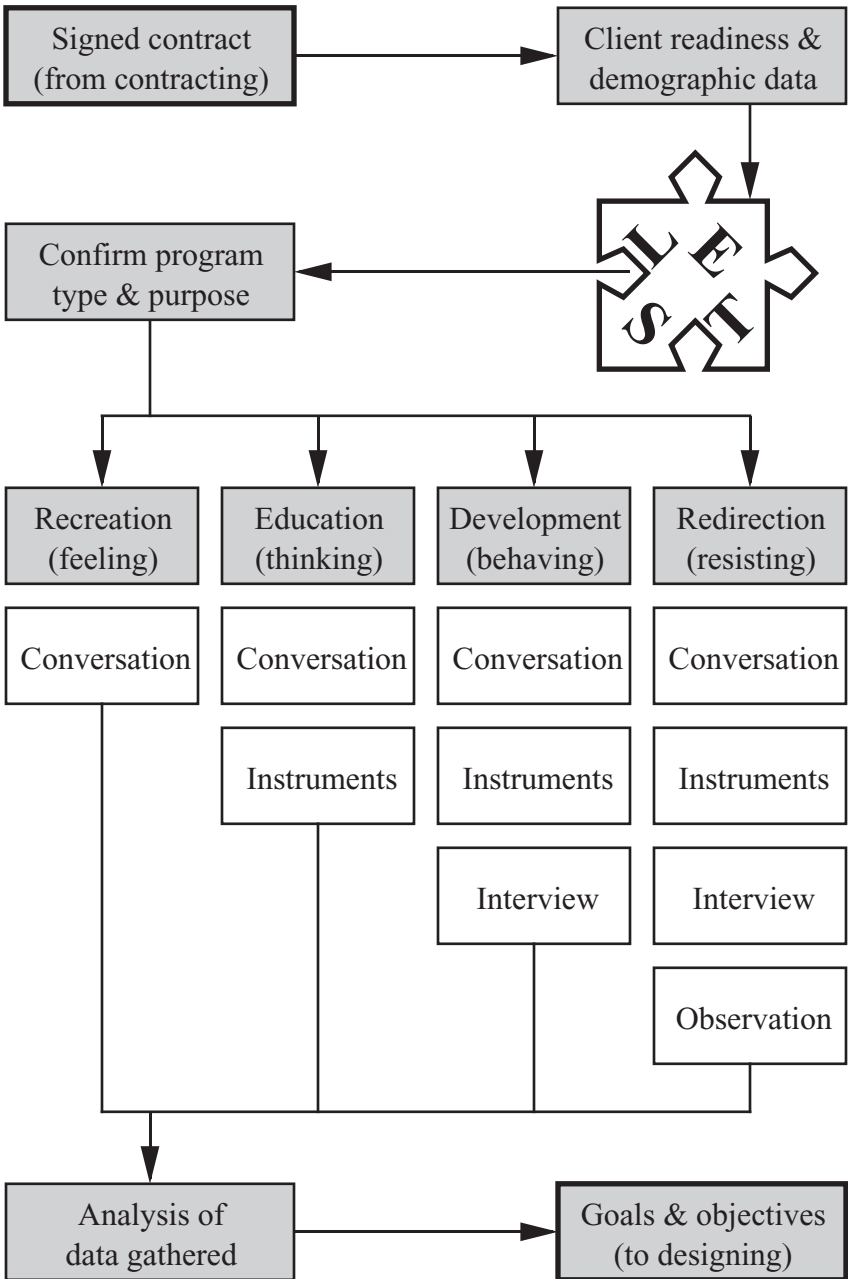 Signed contract
(from contracting)
Client readiness &
demographic data
L E
S T
Confirm program
type & purpose
Recreation
(feeling)
Education
(thinking)
Development
(behaving)
Redirection
(resisting)
Conversation
Conversation
Conversation
Conversation
Instruments
Instruments
Instruments
Interview
Interview
Observation
Analysis of
data gathered
Goals & objectives
(to designing)